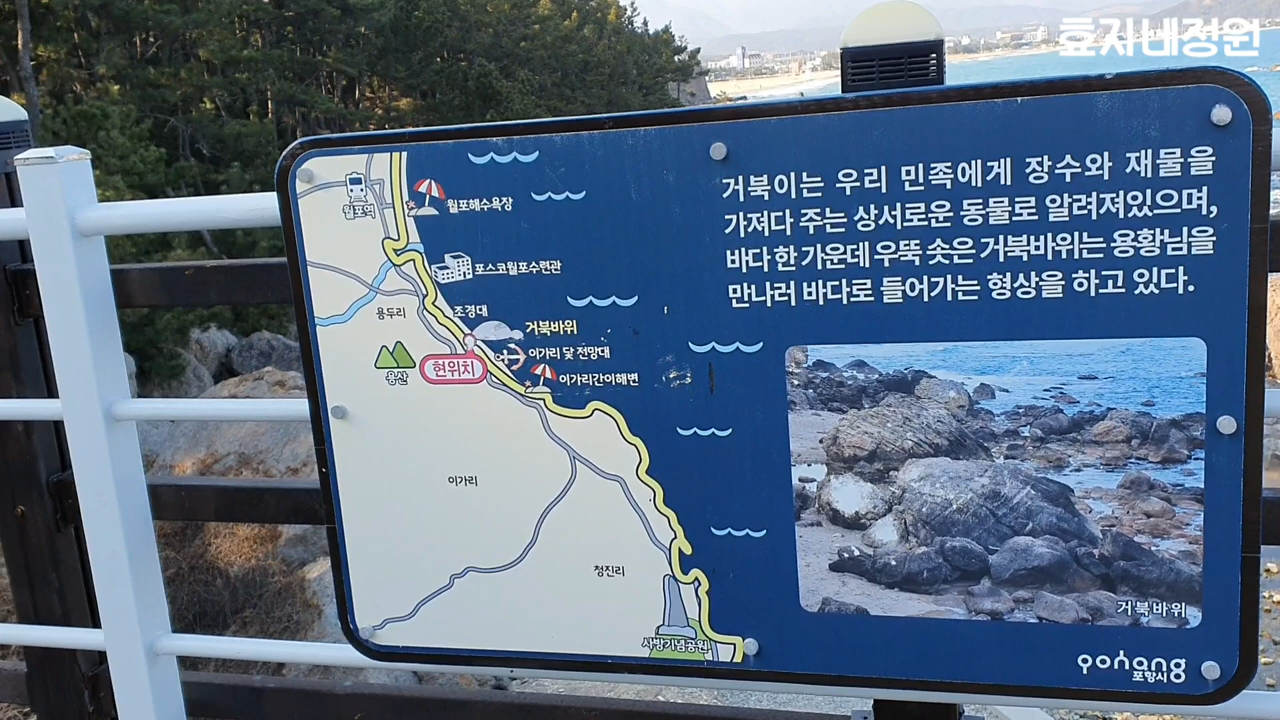 효지내정원
거북이는 우리 민족에게 장수와 재물을
가져다 주는 상서로운 동물로 알려져있으며,
바다 한 가운데 우뚝 솟은 거북바위는 용황님을
만나러 바다로 들어가는 형상을 하고 있다.
월포역
월포해수욕장
포스코월포수련관
용두리
조경대
거북바위
이가리 닻 전망대
용산
현위치
이가리간이해변
이가리
청진리
사방기념공원
거북바위
pohang
포항시